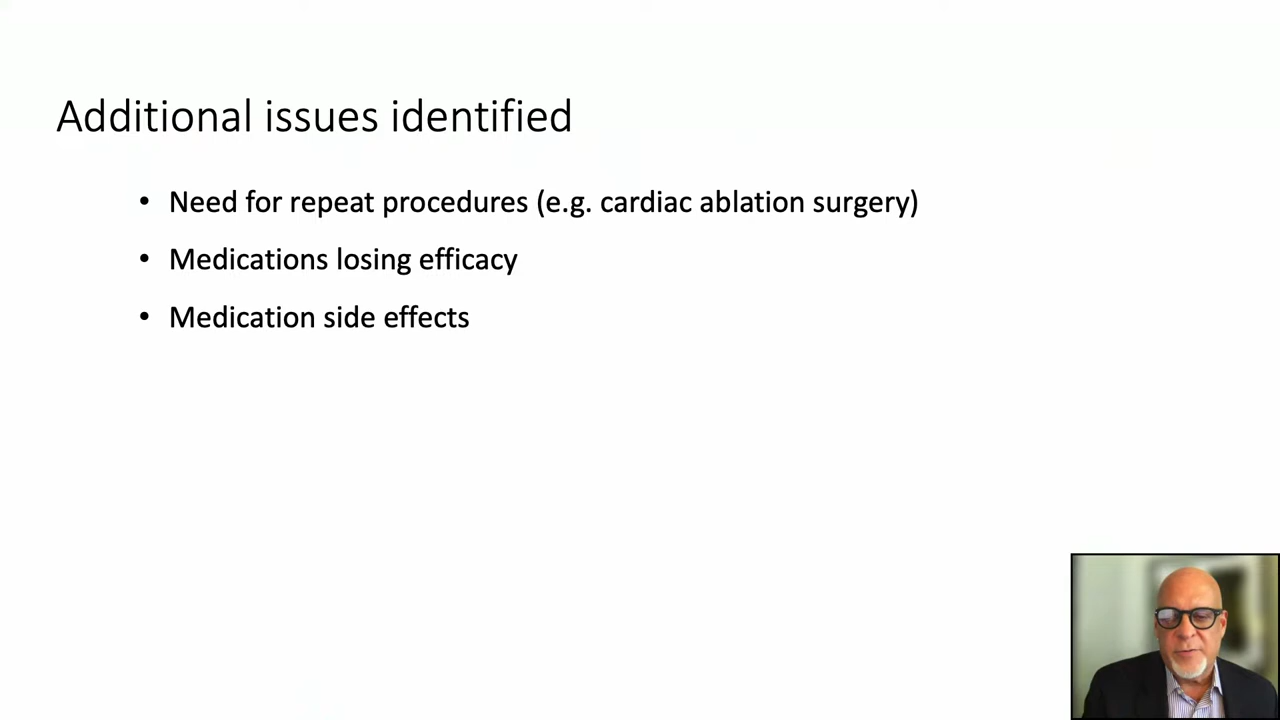 Additional issues identified
• Need for repeat procedures (e.g. cardiac ablation surgery)
• Medications losing efficacy
• Medication side effects